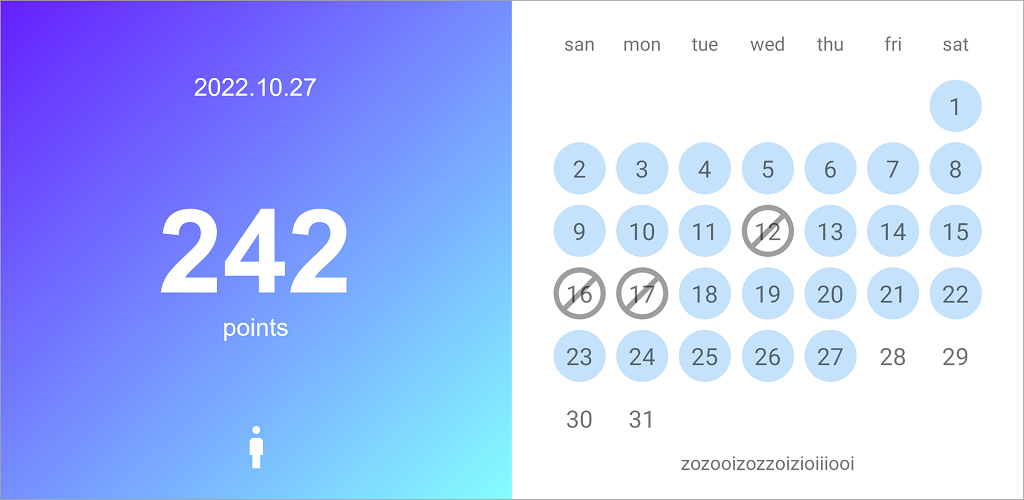 2022.10.27
242
points
san mon tue wed thu fri sat
1
2 3 4 5 6 7 8
9 10 11 12 13 14 15
16 17 18 19 20 21 22
23 24 25 26 27 28 29
30 31
zozooizozzoizioiiiooi